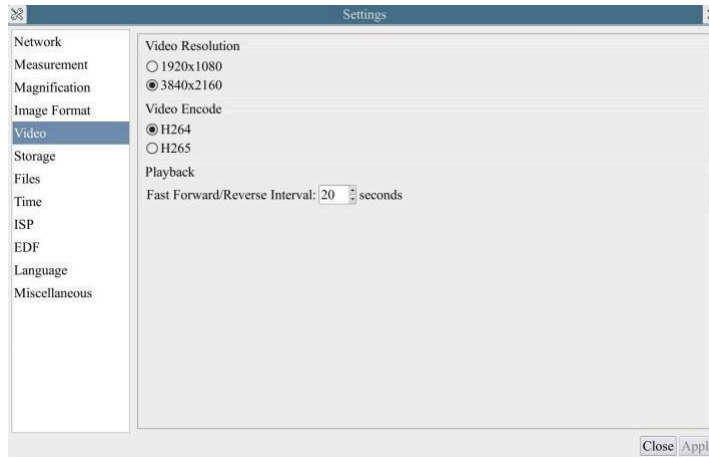 Settings
Network
Measurement
Magnification
Image Format
Video
Storage
Files
Time
ISP
EDF
Language
Miscellaneous
Video Resolution
1920x1080
3840x2160
Video Encode
H264
H265
Playback
Fast Forward/Reverse Interval: 20 seconds
Close Appl